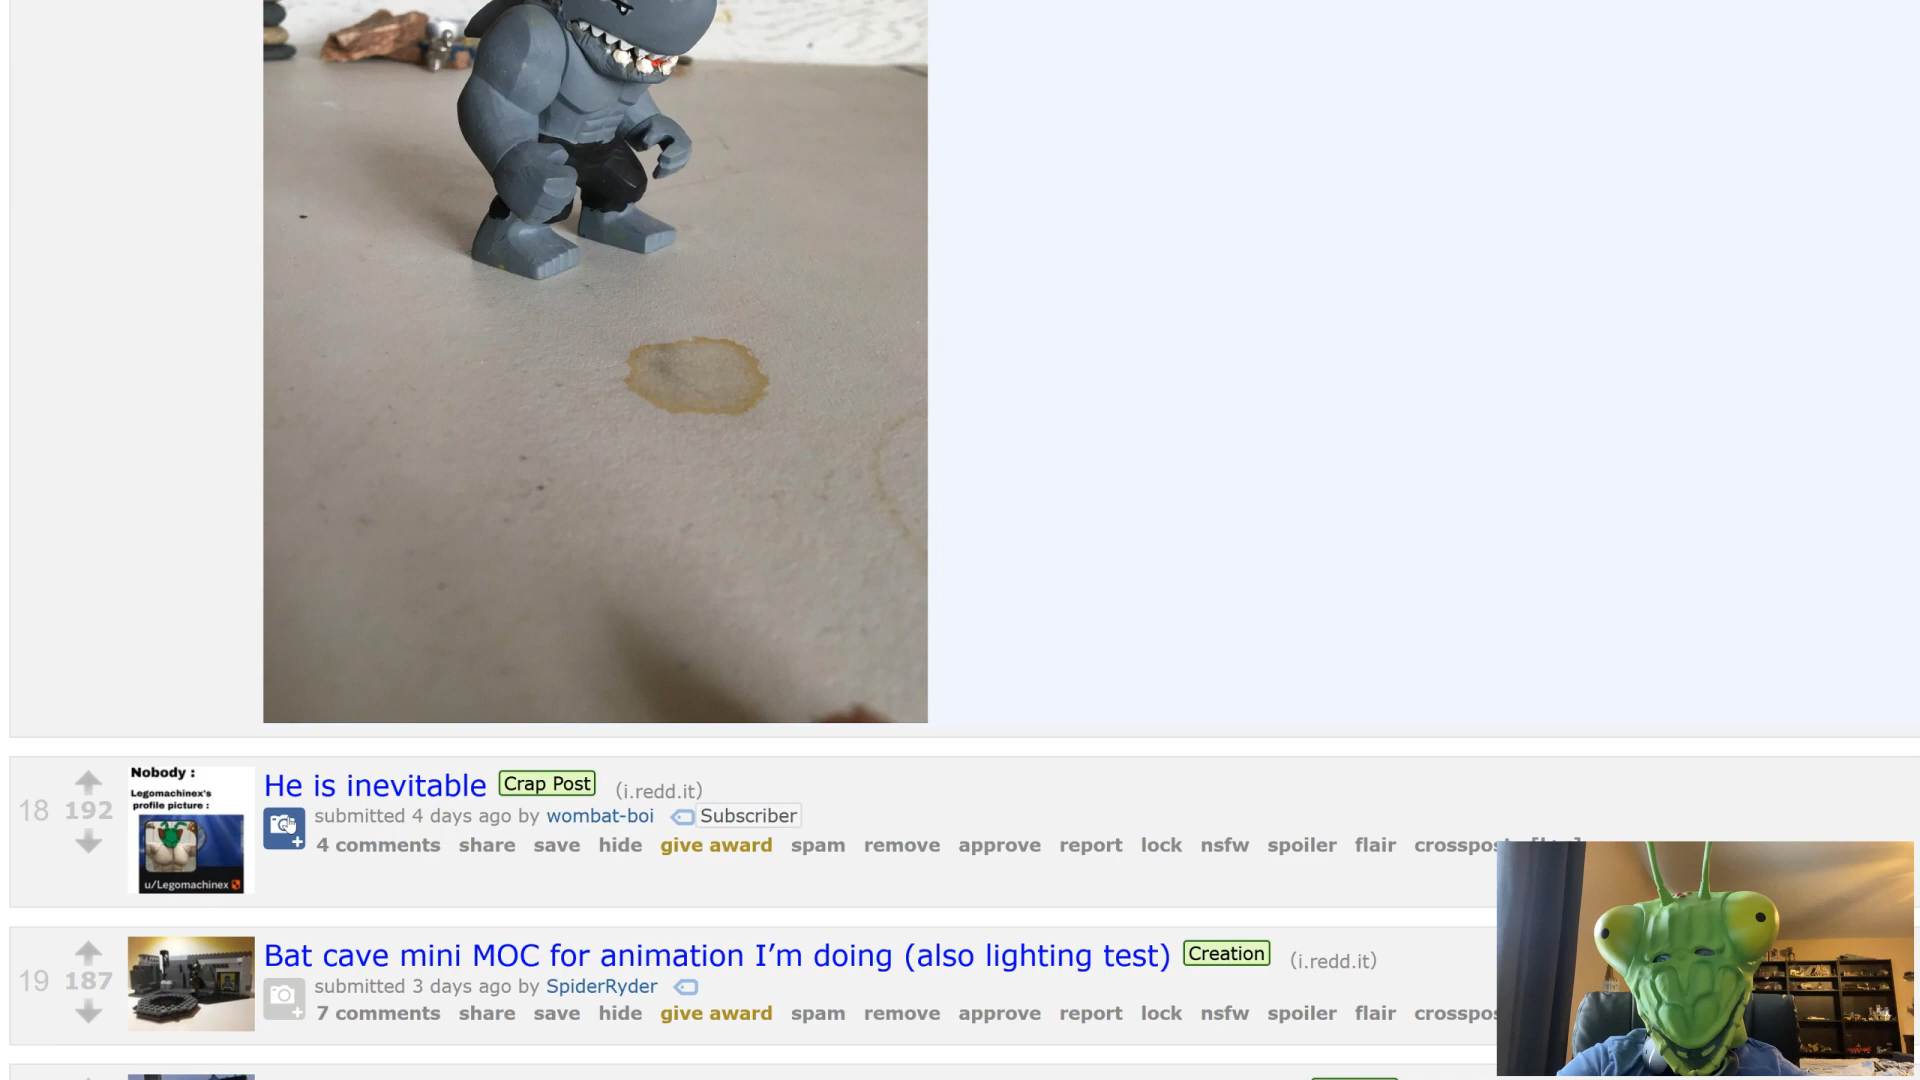 18
192
Nobody :
Legomachinex's
profile picture :
u/Legomachinex
He is inevitable Crap Post (i.redd.it)
submitted 4 days ago by wombat-boi Subscriber
4 comments share save hide give award spam remove approve report lock nsfw spoiler flair
19
187
Bat cave mini MOC for animation I’m doing (also lighting test) Creation (i.redd.it)
submitted 3 days ago by SpiderRyder
7 comments share save hide give award spam remove approve report lock nsfw spoiler flair